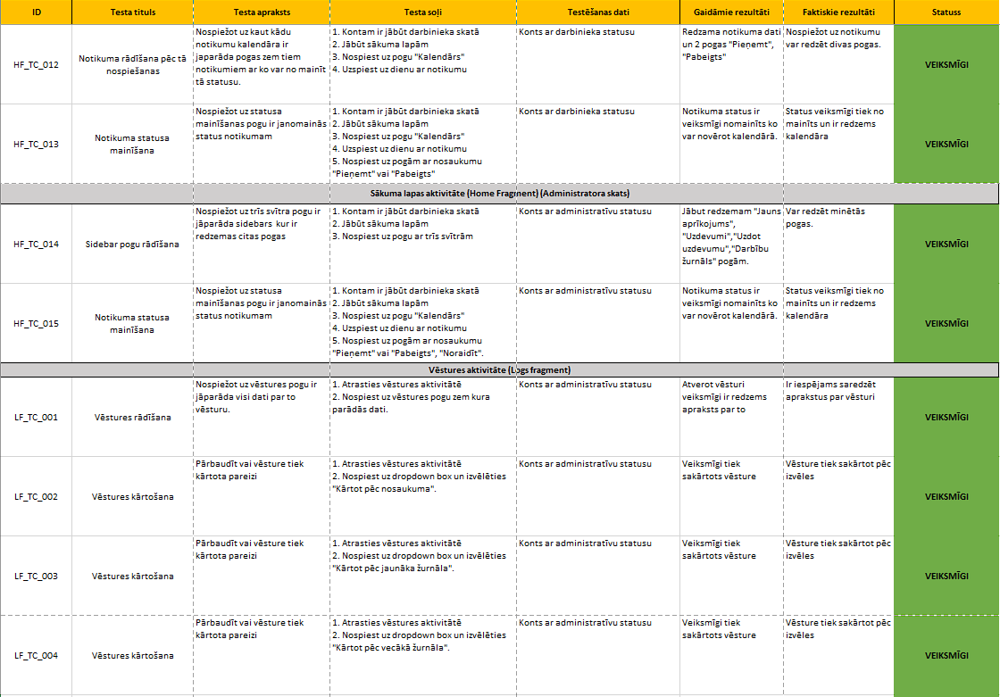 ID
Testa tituls
Testa apraksts
Testa soļi
Testēšanas dati
Gaidāmie rezultāti
Faktiskie rezultāti
Statuss
HF_TC_012
Notikuma rādīšana pēc tā
nospiešanas
Nospiežot uz kaut kādu
notikumu kalendāra ir
japarāda pogas zem tiem
notikumiem ar ko var no mainīt
tā statusu.
1. Kontam ir jābūt darbinieka skatā
2. Jābūt sākuma lapām
3. Nospiest uz pogu "Kalendārs"
4. Uzspiest uz dienu ar notikumu
Konts ar darbinieka statusu
Redzama notikuma dati
un 2 pogas "Pieņemt",
"Pabeigts"
Nospiežot uz notikumu
var redzēt divas pogas.
VEIKSMĪGI
HF_TC_013
Notikuma statusa
mainīšana
Nospiežot uz statusa
mainīšanas pogu ir janomainās
status notikumam
1. Kontam ir jābūt darbinieka skatā
2. Jābūt sākuma lapām
3. Nospiest uz pogu "Kalendārs"
4. Uzspiest uz dienu ar notikumu
5. Nospiest uz pogām ar nosaukumu
"Pieņemt" vai "Pabeigts"
Konts ar darbinieka statusu
Notikuma status ir
veiksmīgi nomainīts ko
var novērot kalendārā.
Status veiksmīgi tiek no
mainīts un ir redzems
kalendāra
VEIKSMĪGI
Sākuma lapas aktivitāte (Home Fragment) (Administratora skats)
HF_TC_014
Sidebar pogu rādīšana
Nospiežot uz trīs svītra pogu ir
jāparāda sidebars kur ir
redzemas citas pogas
1. Kontam ir jābūt darbinieka skatā
2. Jābūt sākuma lapām
3. Nospiest uz pogu ar trīs svītrām
Konts ar administratīvu statusu
Jābut redzemam "Jauns
aprīkojums",
"Uzdevumi","Uzdot
uzdevumu","Darbību
žurnāls" pogām.
Var redzēt minētās
pogas.
VEIKSMĪGI
HF_TC_015
Notikuma statusa
mainīšana
Nospiežot uz statusa
mainīšanas pogu ir janomainās
status notikumam
1. Kontam ir jābūt darbinieka skatā
2. Jābūt sākuma lapām
3. Nospiest uz pogu "Kalendārs"
4. Uzspiest uz dienu ar notikumu
5. Nospiest uz pogām ar nosaukumu
"Pieņemt" vai "Pabeigts", "Noraidīt".
Konts ar administratīvu statusu
Notikuma status ir
veiksmīgi nomainīts ko
var novērot kalendārā.
Status veiksmīgi tiek no
mainīts un ir redzems
kalendāra
VEIKSMĪGI
Vēstures aktivitāte (Logs fragment)
LF_TC_001
Vēstures rādīšana
Nospiežot uz vēstures pogu ir
jāparāda visi dati par to
vēsturu.
1. Atrasties vēstures aktivitātē
2. Nospiest uz vēstures pogu zem kura
parādās dati.
Konts ar administratīvu statusu
Atverot vēsturi
veiksmīgi ir redzems
apraksts par to
Ir iespējams saredzēt
aprakstus par vēsturi
VEIKSMĪGI
LF_TC_002
Vēstures kārtošana
Pārbaudīt vai vēsture tiek
kārtota pareizi
1. Atrasties vēstures aktivitātē
2. Nospiest uz dropdown box un izvēlēties
"Kārtot pēc nosaukuma".
Konts ar administratīvu statusu
Veiksmīgi tiek
sakārtots vēsture
Vēsture tiek sakārtot pēc
izvēles
VEIKSMĪGI
LF_TC_003
Vēstures kārtošana
Pārbaudīt vai vēsture tiek
kārtota pareizi
1. Atrasties vēstures aktivitātē
2. Nospiest uz dropdown box un izvēlēties
"Kārtot pēc jaunāka žurnāla".
Konts ar administratīvu statusu
Veiksmīgi tiek
sakārtots vēsture
Vēsture tiek sakārtot pēc
izvēles
VEIKSMĪGI
LF_TC_004
Vēstures kārtošana
Pārbaudīt vai vēsture tiek
kārtota pareizi
1. Atrasties vēstures aktivitātē
2. Nospiest uz dropdown box un izvēlēties
"Kārtot pēc vecākā žurnāla".
Konts ar administratīvu statusu
Veiksmīgi tiek
sakārtots vēsture
Vēsture tiek sakārtot pēc
izvēles
VEIKSMĪGI